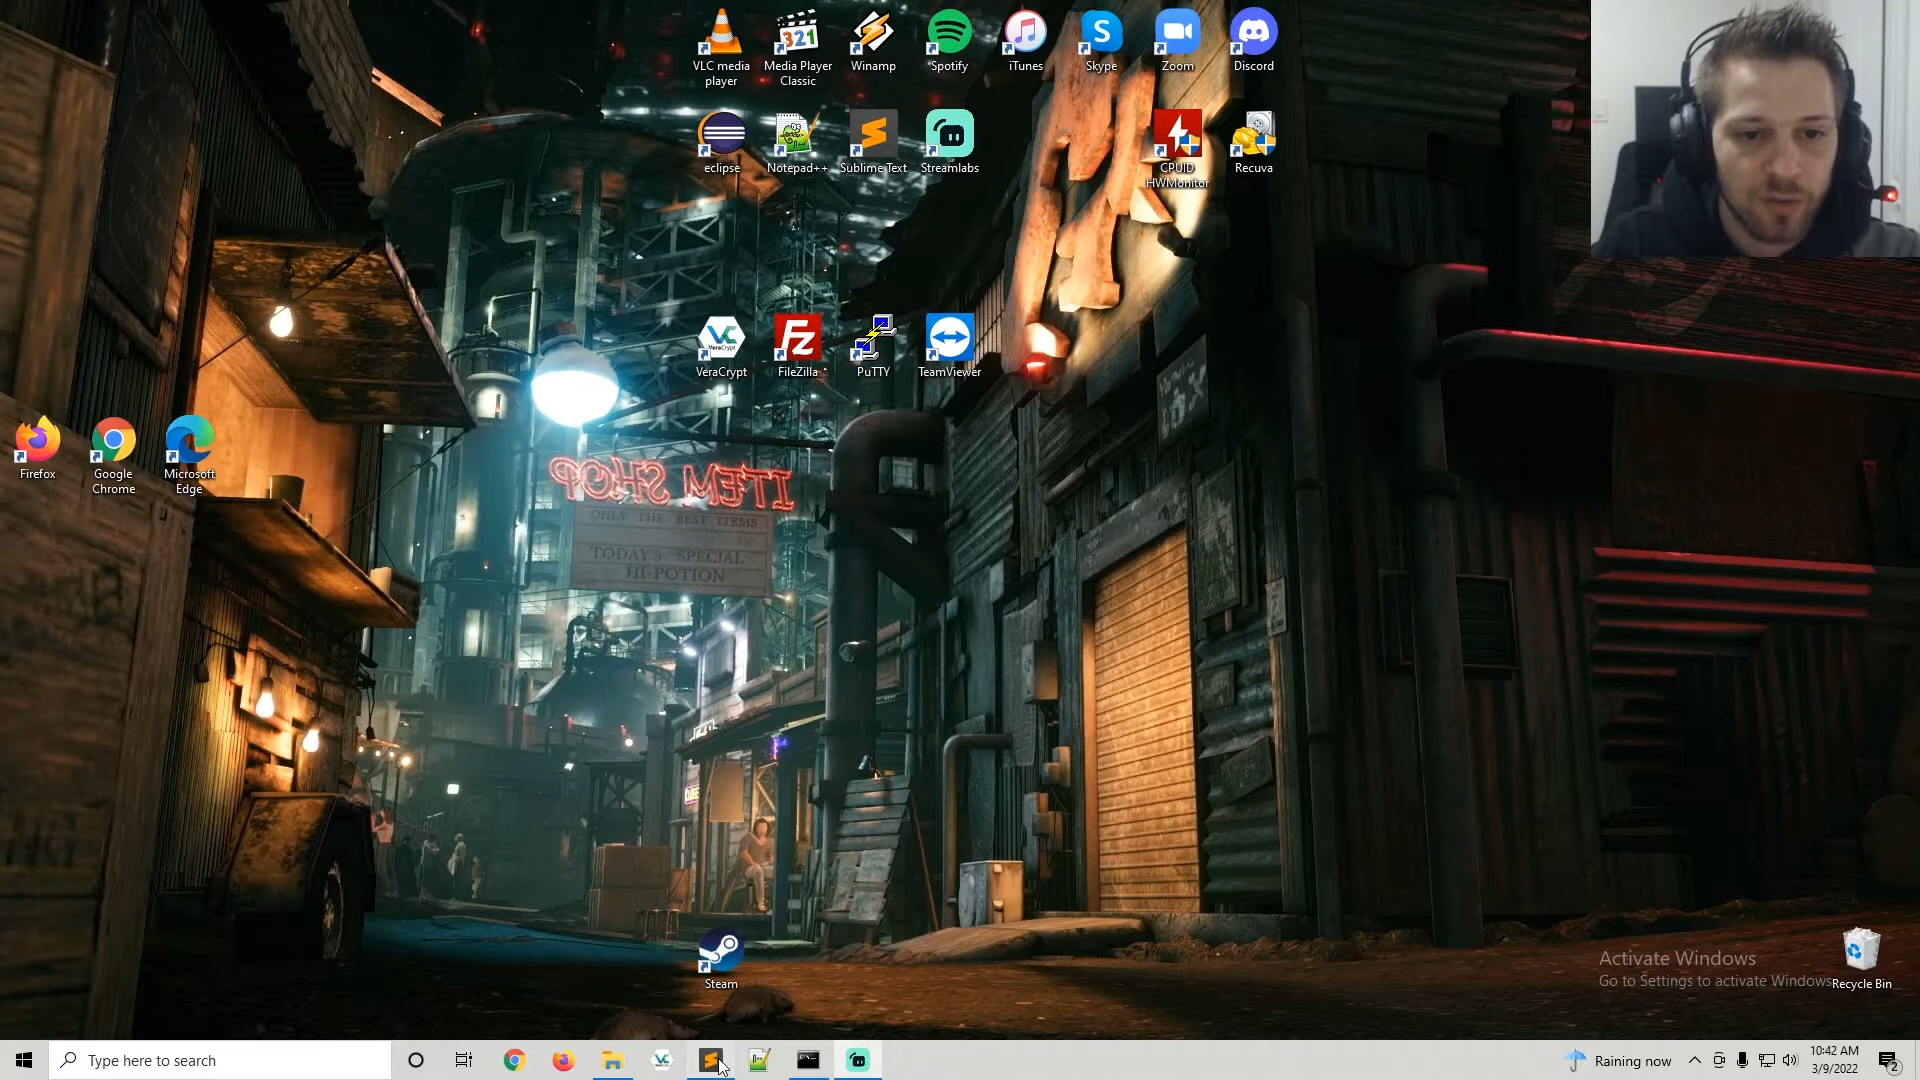 VLC media
player
Media Player
Classic
Winamp
Spotify
iTunes
Skype
Zoom
Discord
eclipse
Notepad++
Sublime Text
Streamlabs
CPUID
HWMonitor
Recuva
VeraCrypt
FileZilla
PuTTY
TeamViewer
Firefox
Google
Chrome
Microsoft
Edge
ITEM SHOP
ONLY THE BEST ITEMS
TODAY'S SPECIAL
HI-POTION
Steam
Activate Windows
Go to Settings to activate Windows
Recycle Bin
Type here to search
Raining now
10:42 AM
3/9/2022
2